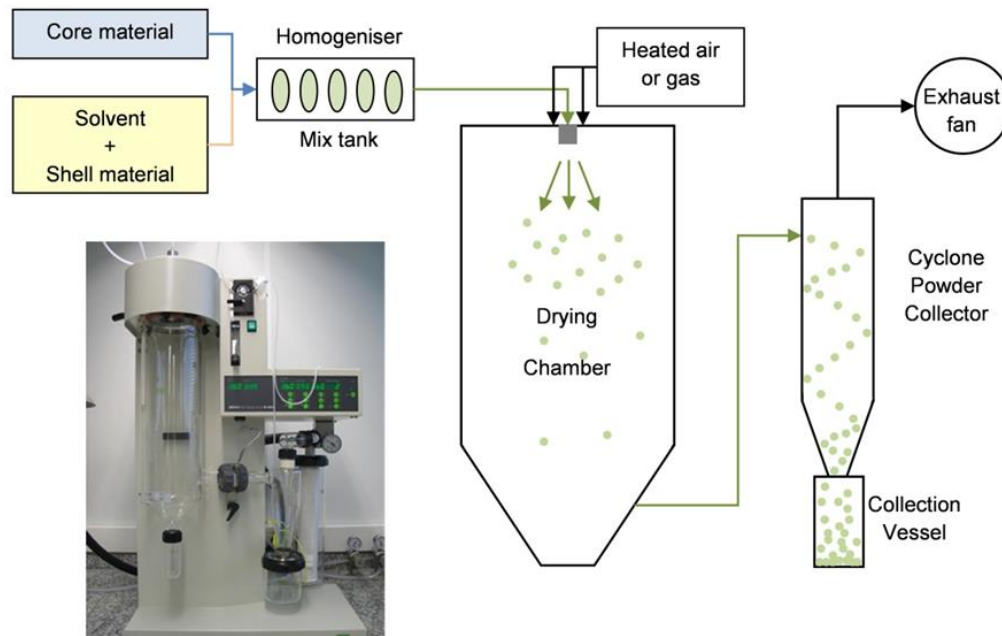 Core material
Solvent
+
Shell material
Homogeniser
Mix tank
Heated air
or gas
Drying
Chamber
Exhaust
fan
Cyclone
Powder
Collector
Collection
Vessel